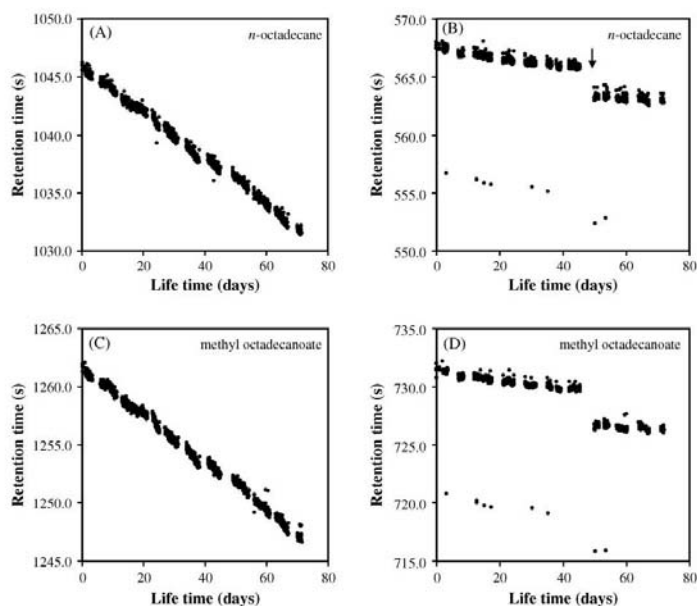 1050.0
(A)
n-octadecane
1045.0
1040.0
1035.0
1030.0
0 20 40 60 80
Life time (days)
Retention time (s)
570.0
(B)
n-octadecane
565.0
560.0
555.0
550.0
0 20 40 60 80
Life time (days)
Retention time (s)
1265.0
(C)
methyl octadecanoate
1260.0
1255.0
1250.0
1245.0
0 20 40 60 80
Life time (days)
Retention time (s)
735.0
(D)
methyl octadecanoate
730.0
725.0
720.0
715.0
0 20 40 60 80
Life time (days)
Retention time (s)